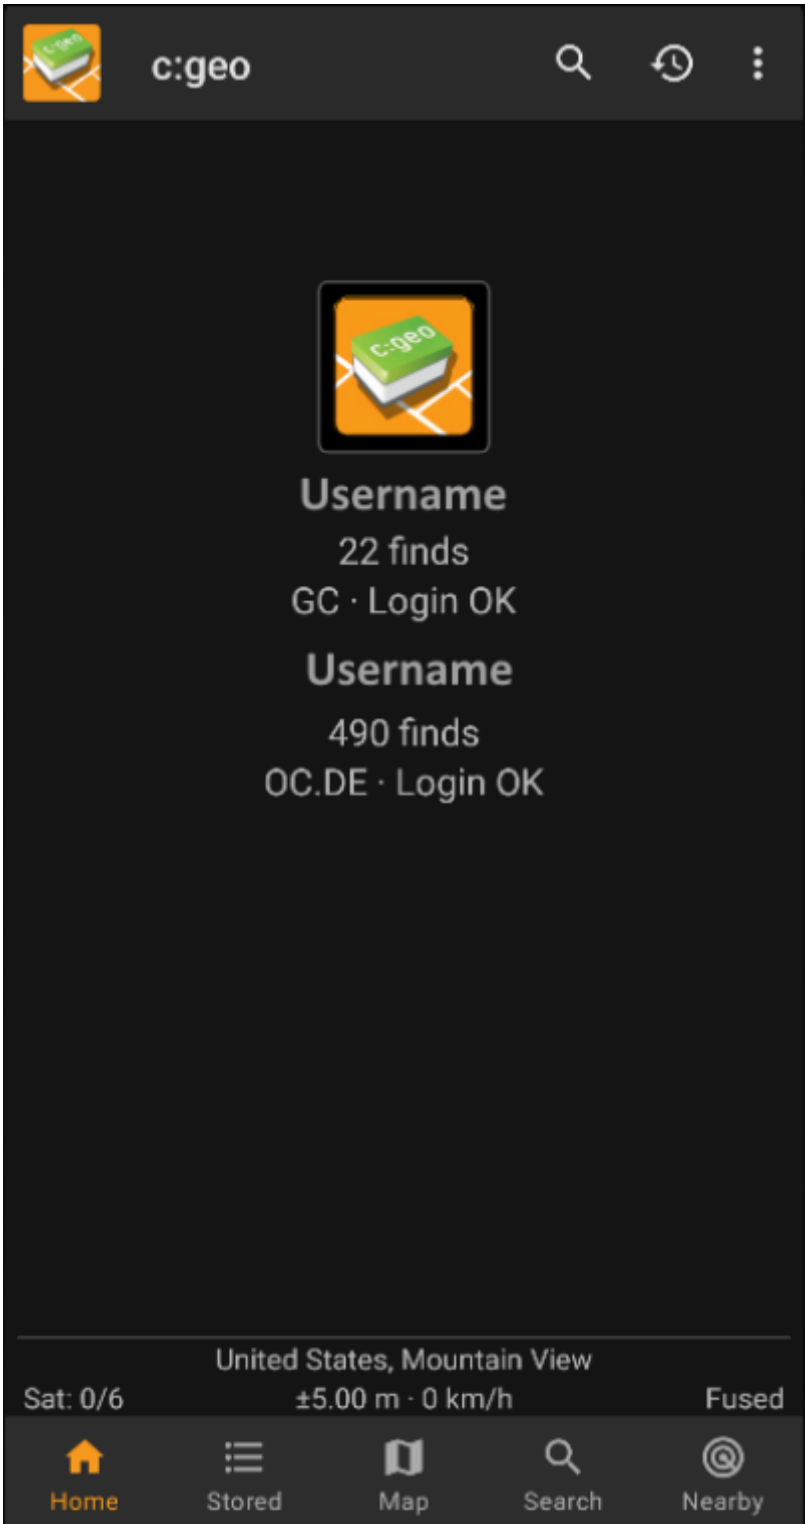 c:geo
c:geo
c:geo
Username
22 finds
GC · Login OK
Username
490 finds
OC.DE · Login OK
United States, Mountain View
Sat: 0/6 ±5.00 m · 0 km/h Fused
Home Stored Map Search Nearby